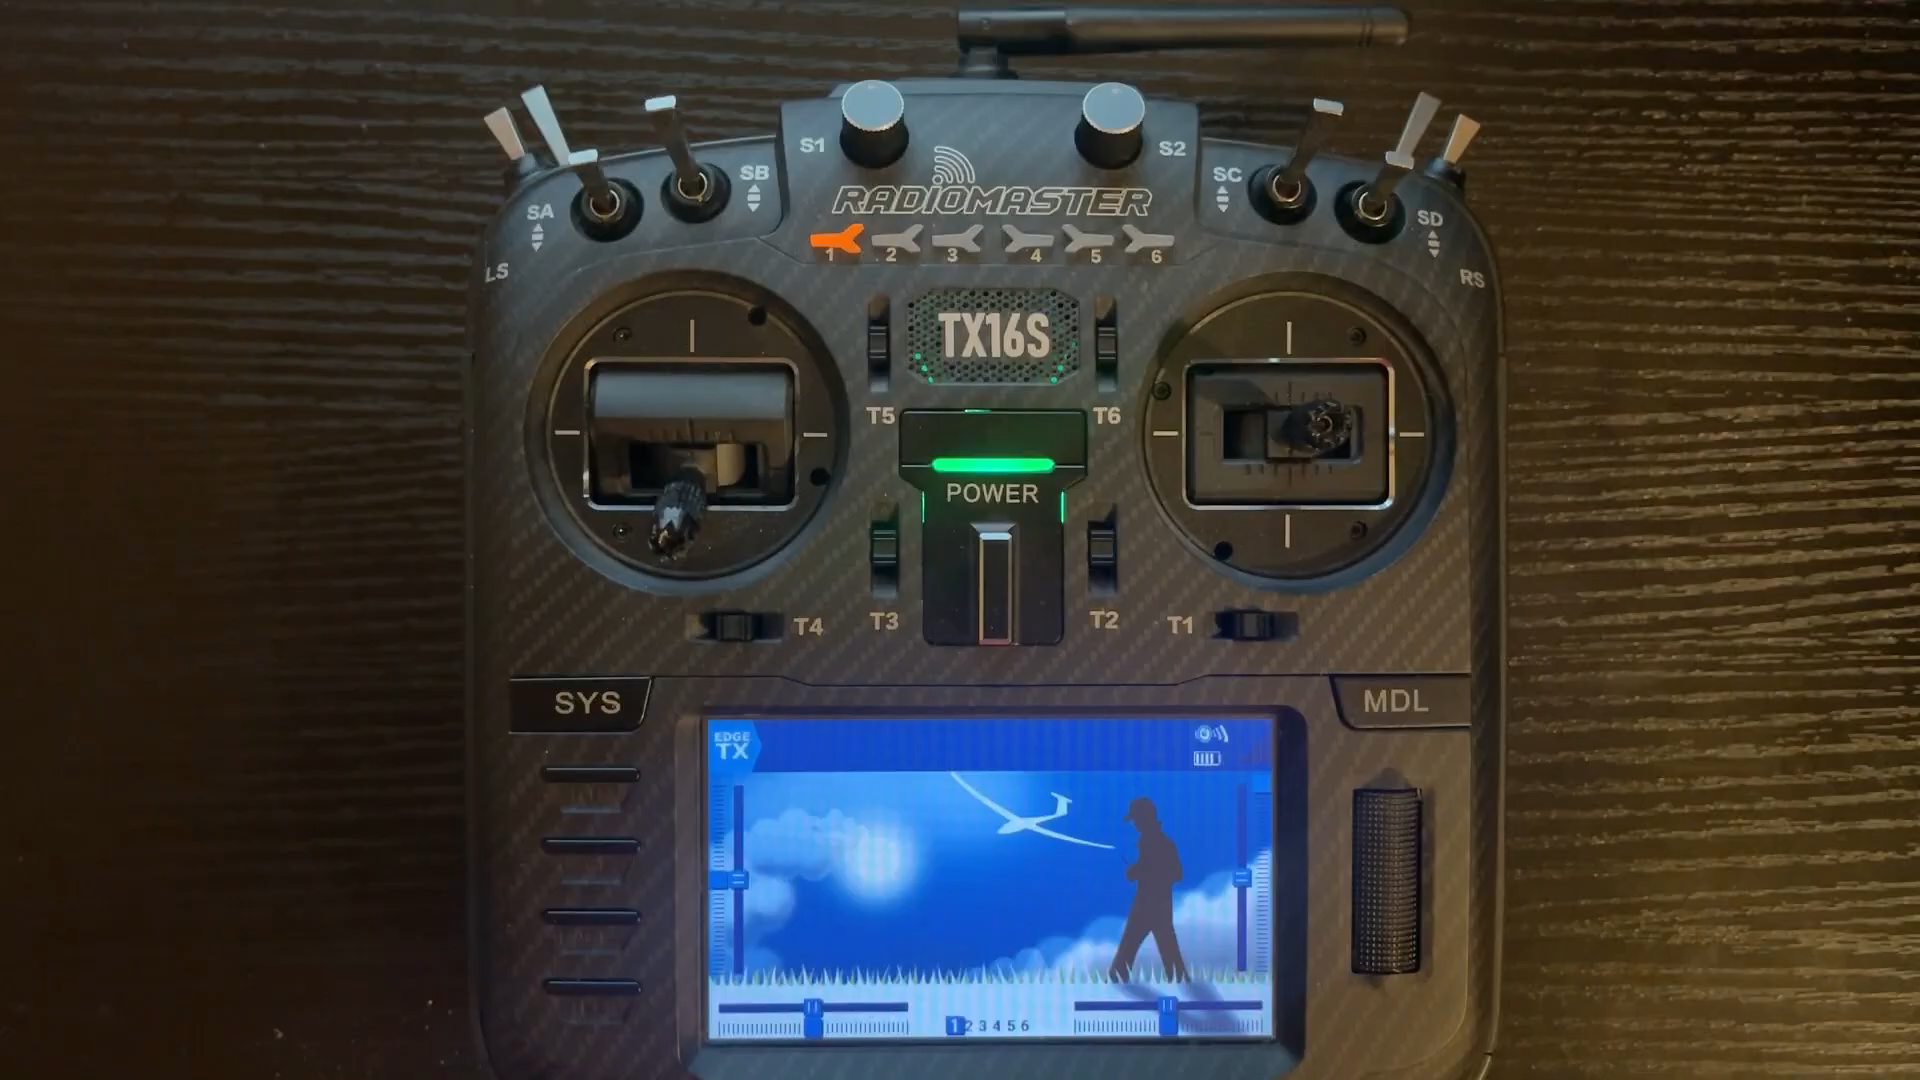 S1
S2
SB
SC
RADIOMASTER
SA
SD
1 2 3 4 5 6
LS
RS
TX16S
T5
T6
POWER
T4
T3
T2
T1
SYS
MDL
EDGE
TX
1 2 3 4 5 6